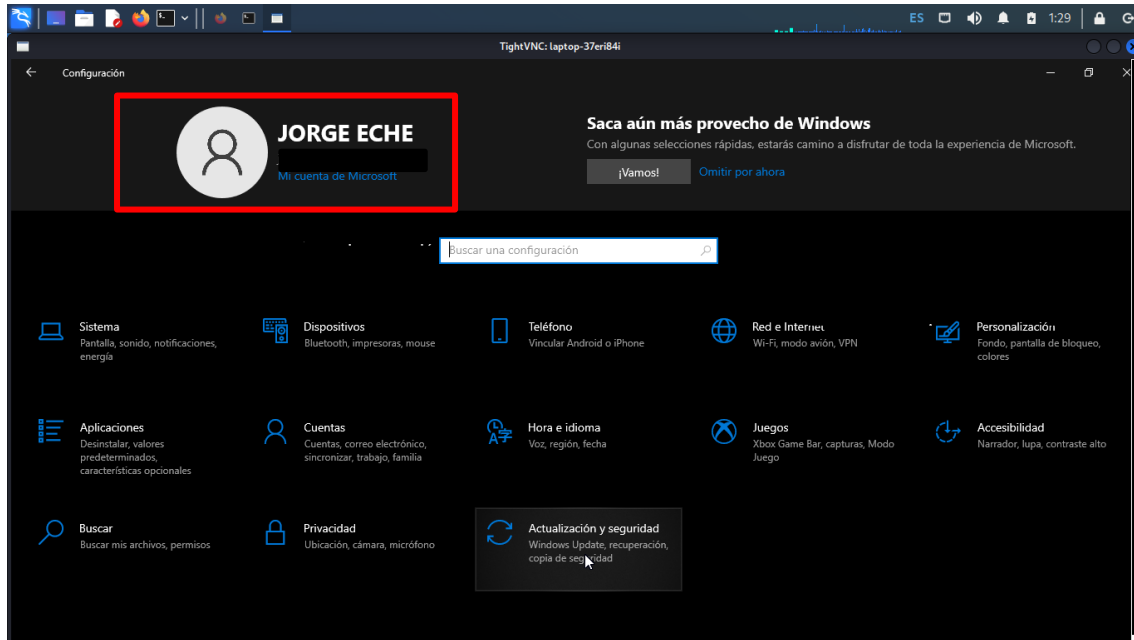 ES
1:29
TightVNC: laptop-37eri84i
Configuración
JORGE ECHE
Mi cuenta de Microsoft
Saca aún más provecho de Windows
Con algunas selecciones rápidas, estarás camino a disfrutar de toda la experiencia de Microsoft.
¡Vamos!
Omitir por ahora
Buscar una configuración
Sistema
Pantalla, sonido, notificaciones,
energía
Dispositivos
Bluetooth, impresoras, mouse
Teléfono
Vincular Android o iPhone
Red e Internet
Wi-Fi, modo avión, VPN
Personalización
Fondo, pantalla de bloqueo,
colores
Aplicaciones
Desinstalar, valores
predeterminados,
características opcionales
Cuentas
Cuentas, correo electrónico,
sincronizar, trabajo, familia
Hora e idioma
Voz, región, fecha
Juegos
Xbox Game Bar, capturas, Modo
Juego
Accesibilidad
Narrador, lupa, contraste alto
Buscar
Buscar mis archivos, permisos
Privacidad
Ubicación, cámara, micrófono
Actualización y seguridad
Windows Update, recuperación,
copia de seguridad